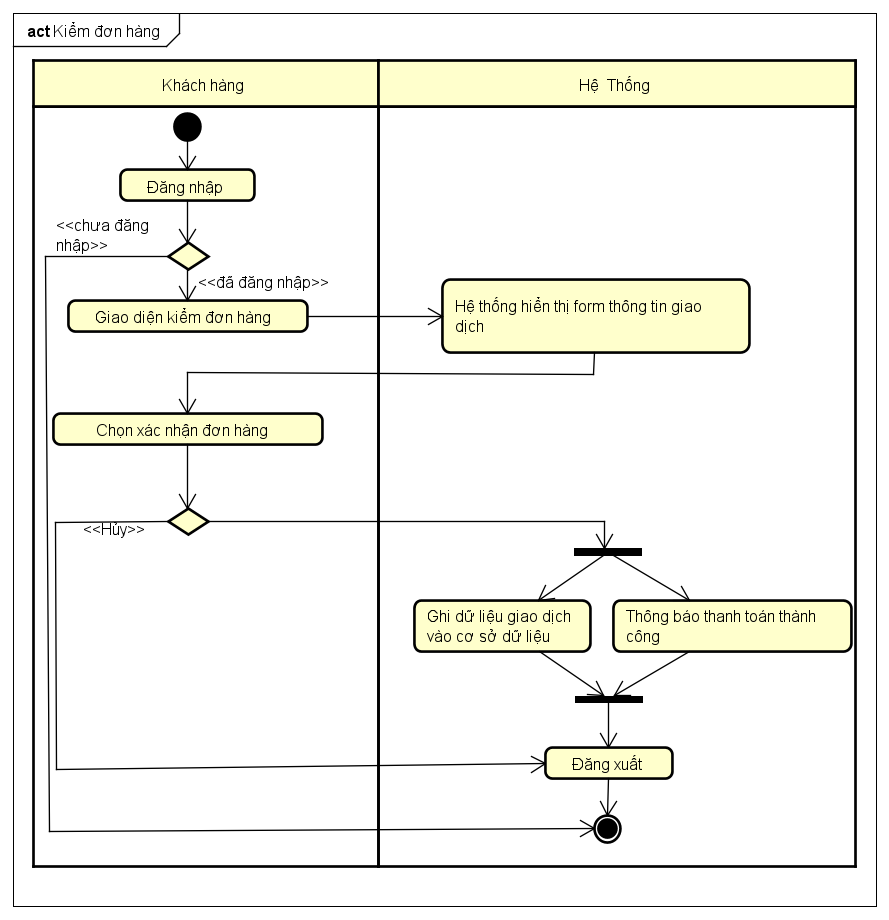 act Kiểm đơn hàng
Khách hàng
Hệ Thống
Đăng nhập
<<chưa đăng
nhập>>
<<đã đăng nhập>>
Giao diện kiểm đơn hàng
Hệ thống hiển thị form thông tin giao
dịch
Chọn xác nhận đơn hàng
<<Hủy>>
Ghi dữ liệu giao dịch
vào cơ sở dữ liệu
Thông báo thanh toán thành
công
Đăng xuất